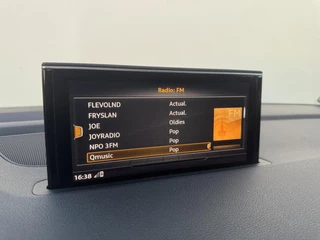 Radio: FM
FLEVOLND Actual.
FRYSLAN Actual.
JOE Oldies
JOYRADIO Pop
NPO 3FM Pop
Qmusic Pop
16:38